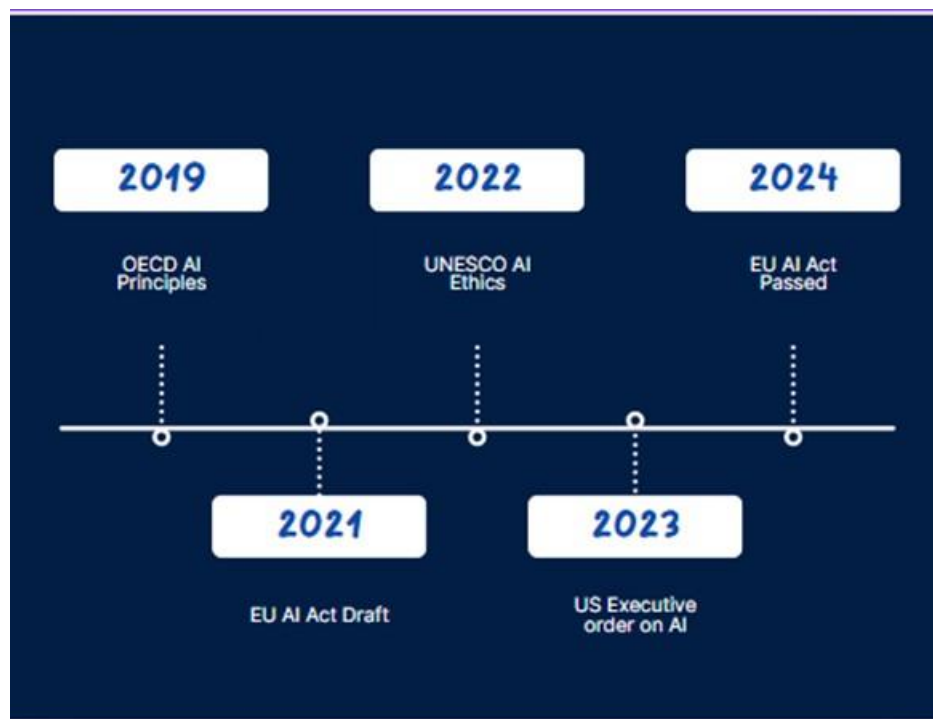 2019
OECD AI
Principles
2022
UNESCO AI
Ethics
2024
EU AI Act
Passed
2021
EU AI Act Draft
2023
US Executive
order on AI